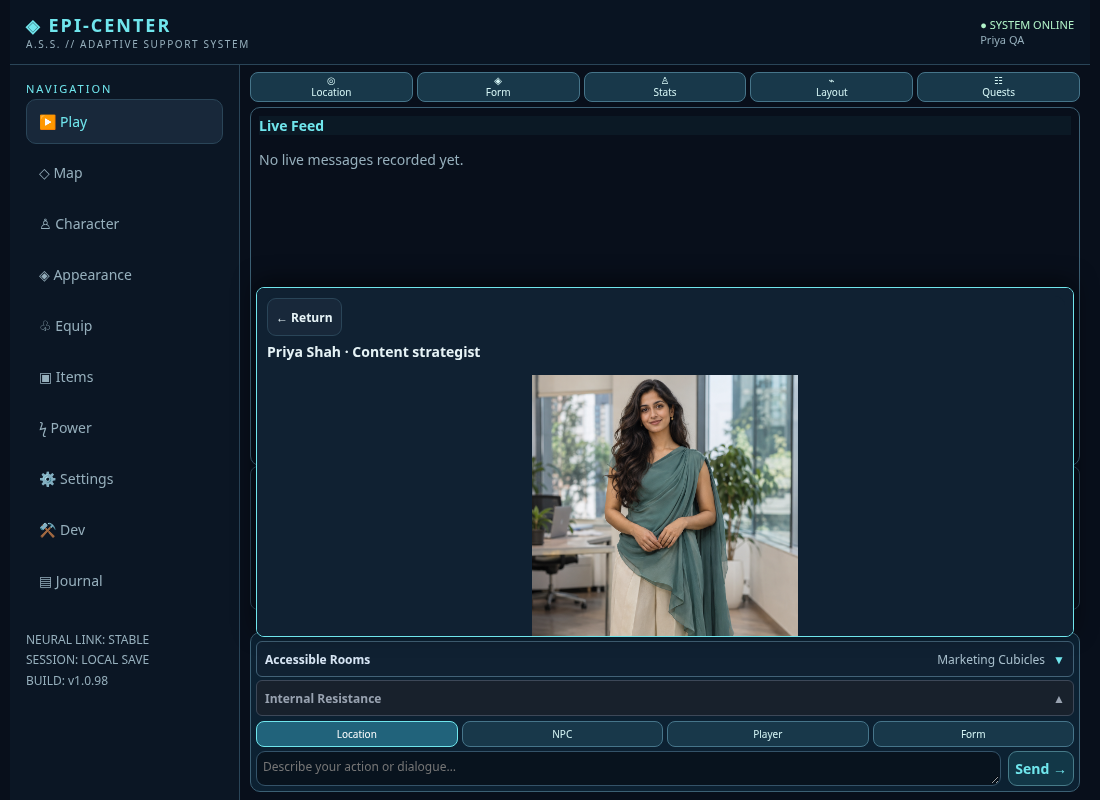 ◈ EPI-CENTER
A.S.S. // ADAPTIVE SUPPORT SYSTEM
● SYSTEM ONLINE
Priya QA
NAVIGATION
Play
Map
Character
Appearance
Equip
Items
Power
Settings
Dev
Journal
NEURAL LINK: STABLE
SESSION: LOCAL SAVE
BUILD: v1.0.98
Location
Form
Stats
Layout
Quests
Live Feed
No live messages recorded yet.
← Return
Priya Shah · Content strategist
Accessible Rooms
Marketing Cubicles ▼
Internal Resistance ▲
Location
NPC
Player
Form
Describe your action or dialogue...
Send →